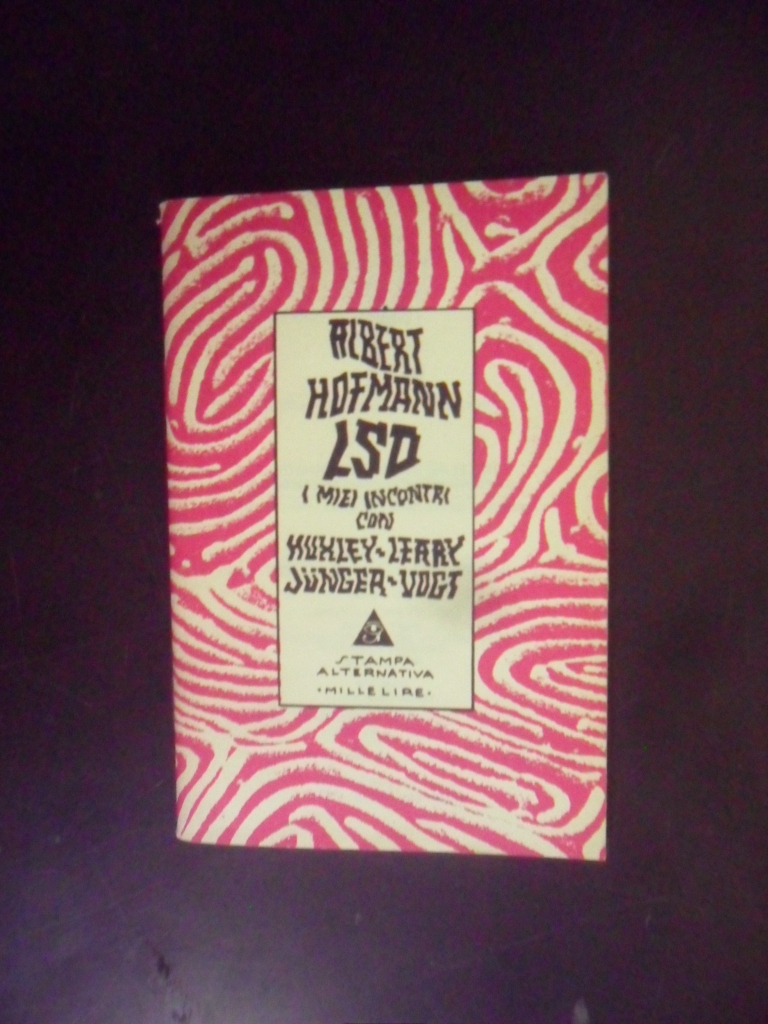 ALBERT
HOFMANN
LSD
I MIEI INCONTRI
CON
HUXLEY • LEARY
JÜNGER • VOGT
STAMPA
ALTERNATIVA
• MILLELIRE •